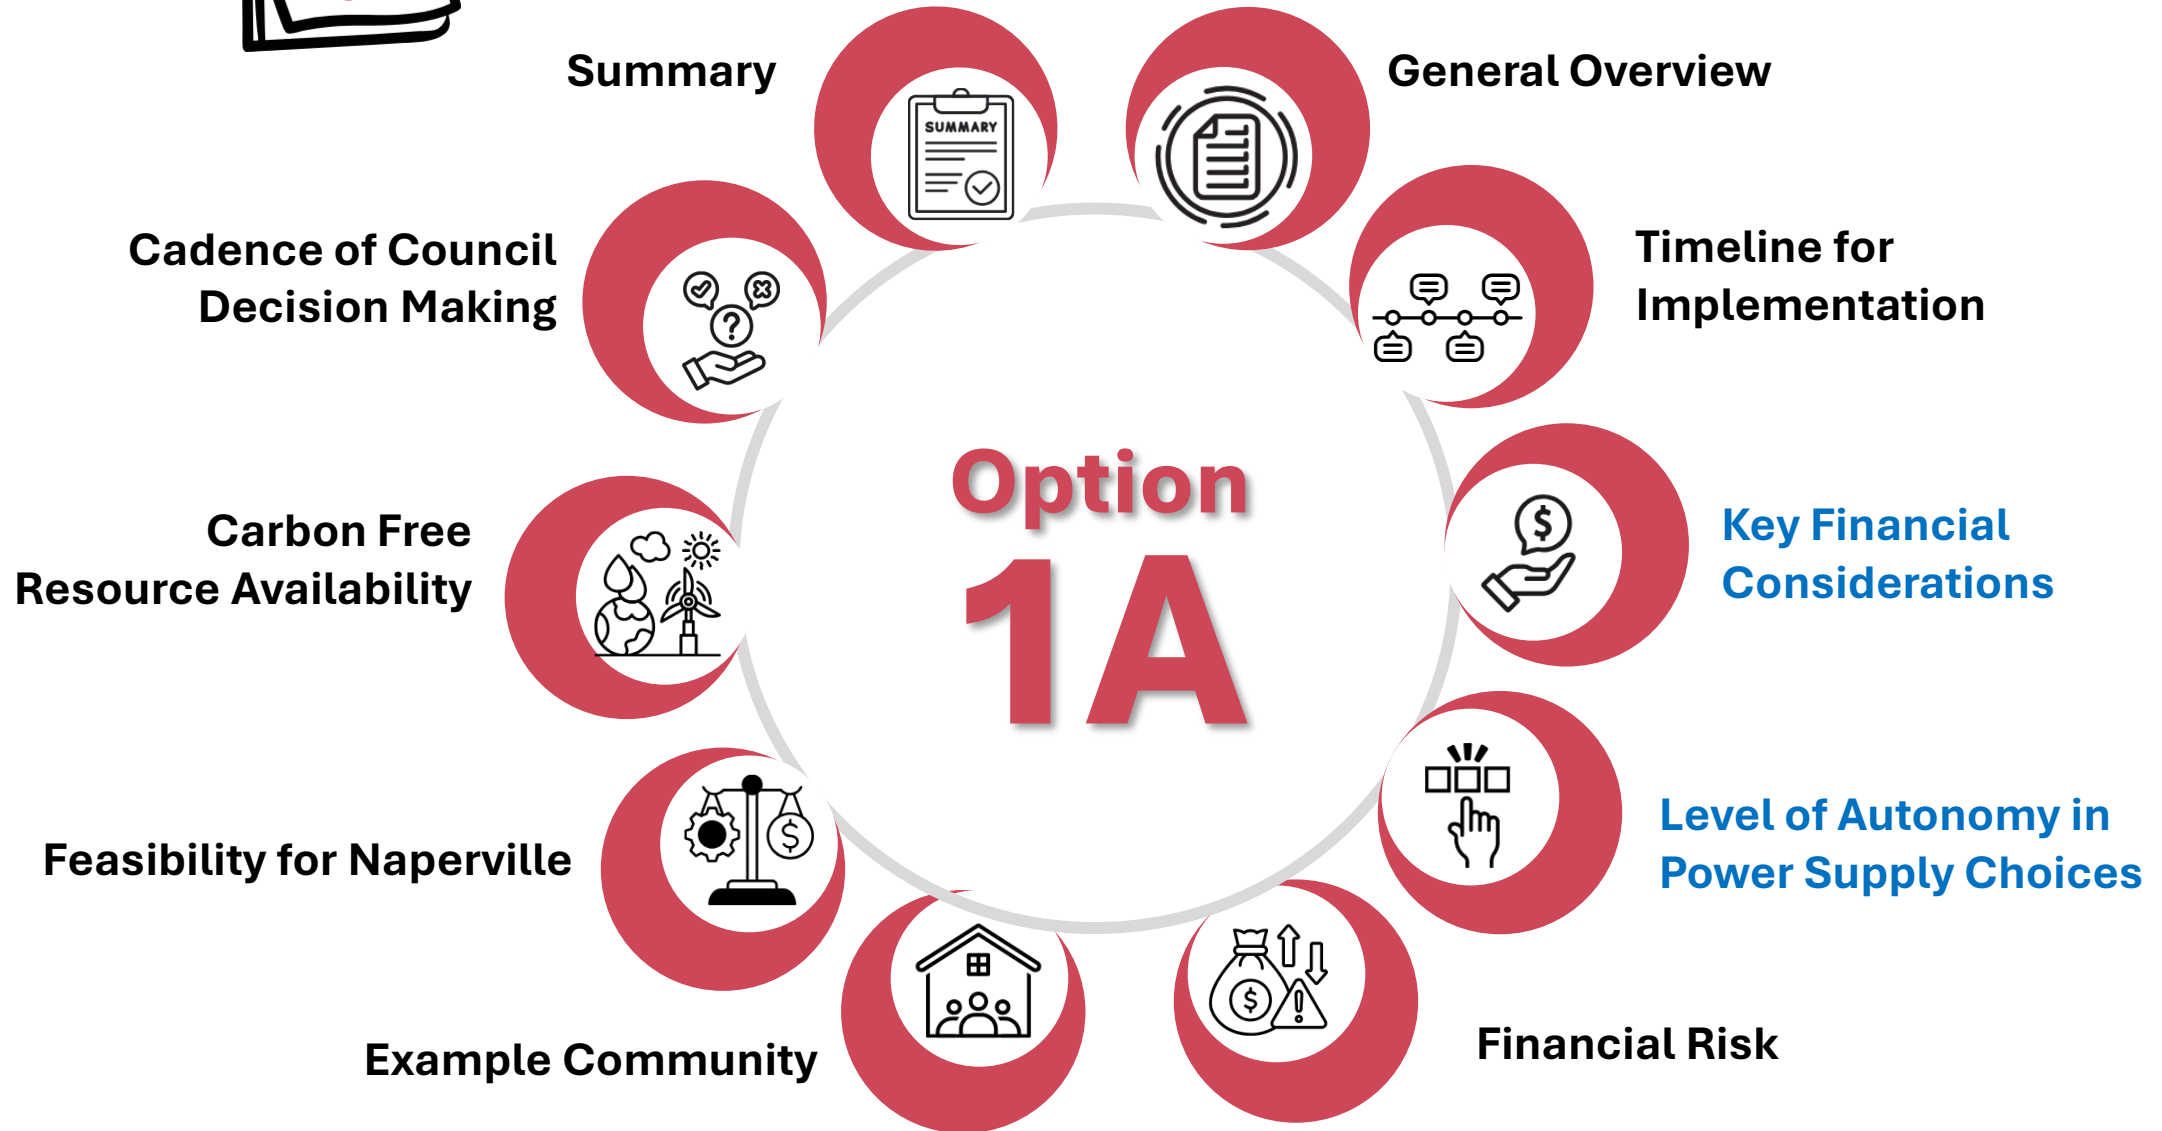 Summary
SUMMARY
General Overview
Cadence of Council
Decision Making
Timeline for
Implementation
Option
1A
Carbon Free
Resource Availability
Key Financial
Considerations
Feasibility for Naperville
Level of Autonomy in
Power Supply Choices
Example Community
Financial Risk